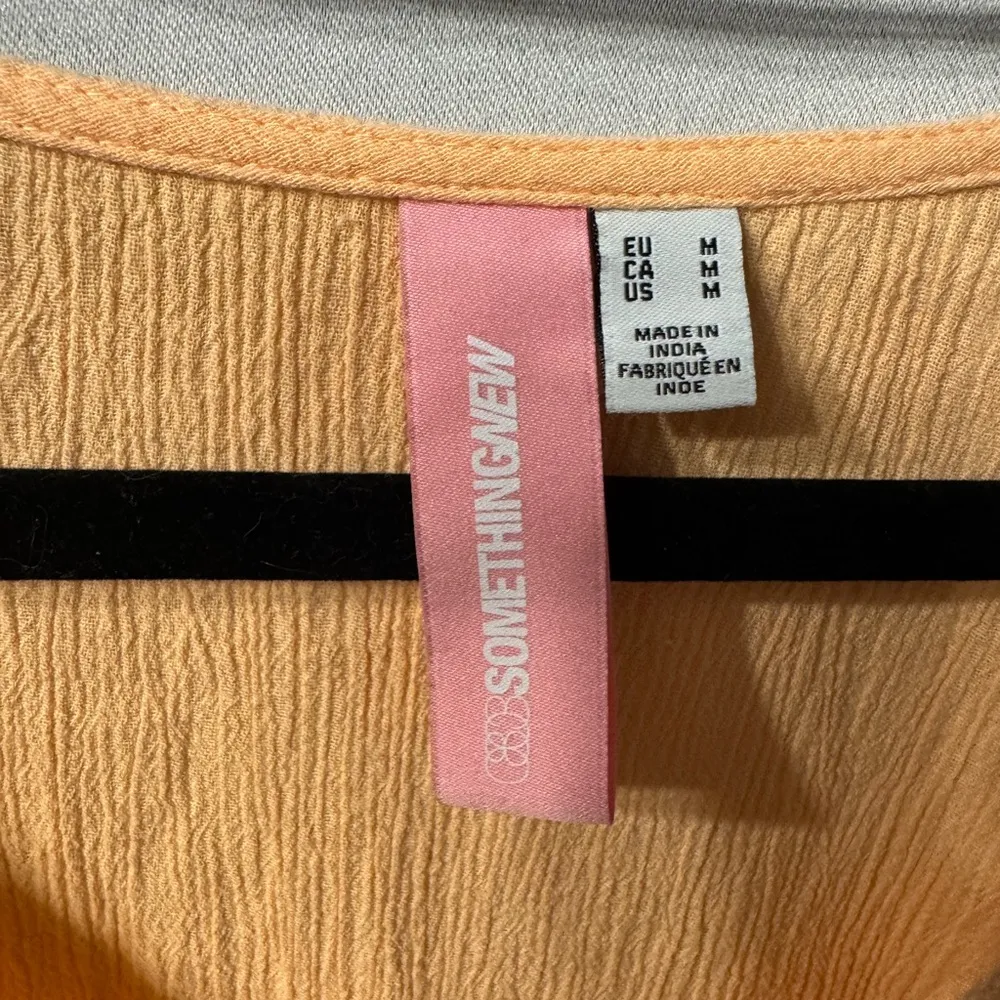 SOMETHINGNEW
EU M
CA M
US M
MADE IN
INDIA
FABRIQUÉ EN
INDE